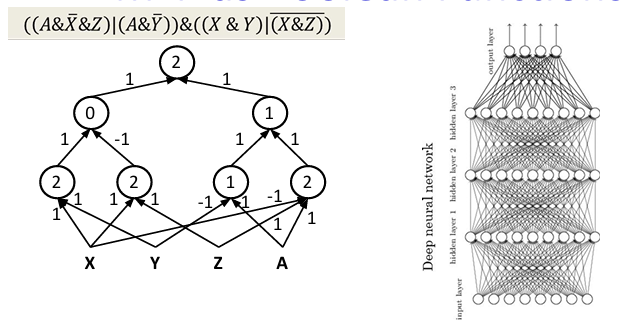 ((A&X̅&Z)|(A&Y̅))&((X & Y)|(X&Z)̅)
2
1 1
0 1
1 -1 1 1
2 2 1 2
1 1 1 1 -1 1 -1
1 1
X Y Z A
Deep neural network
output layer
hidden layer 3
hidden layer 2
hidden layer 1
input layer